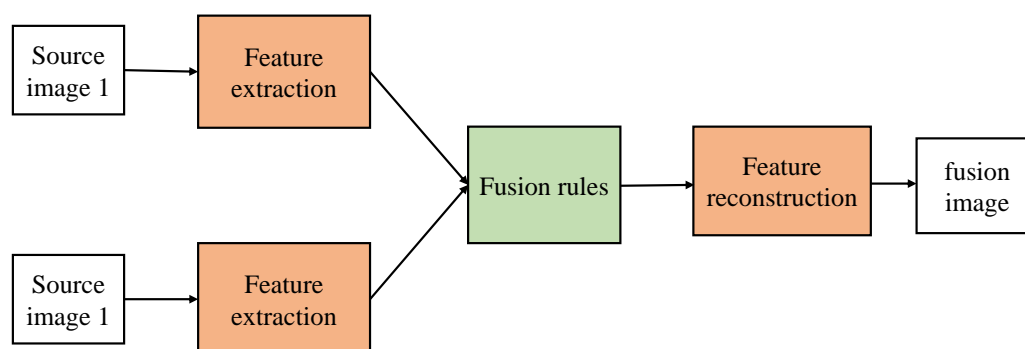 Source
image 1
Feature
extraction
Fusion rules
Feature
reconstruction
fusion
image
Source
image 1
Feature
extraction